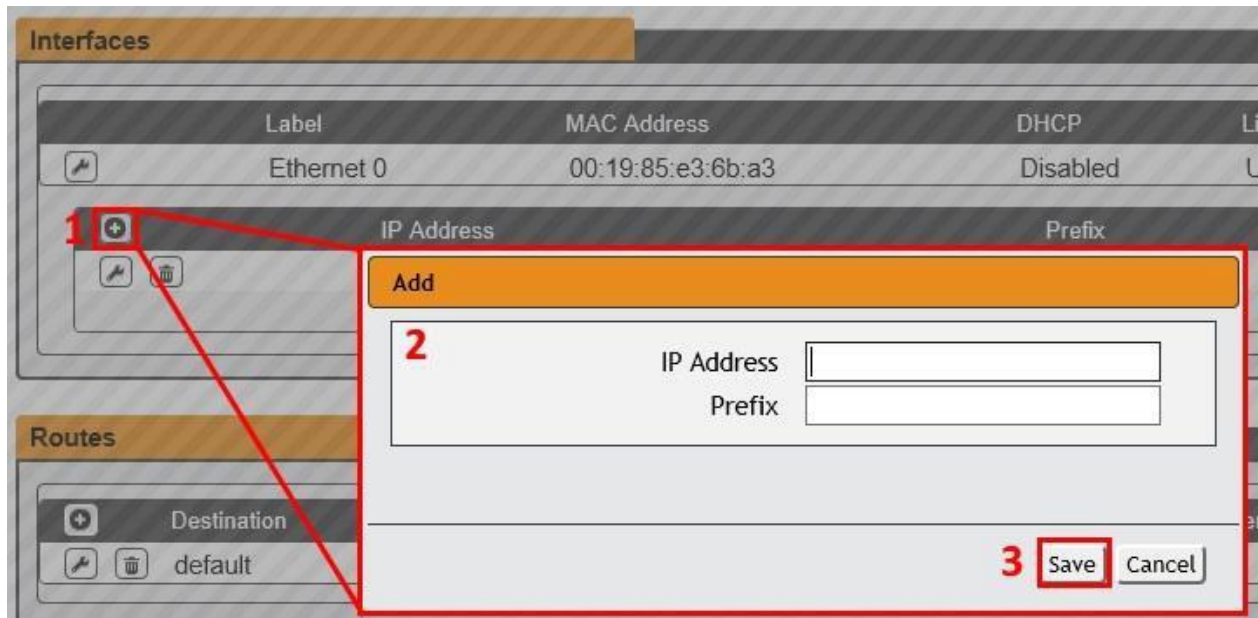 Interfaces
Label MAC Address DHCP
Ethernet 0 00:19:85:e3:6b:a3 Disabled
1 IP Address Prefix
Add
2 IP Address
Prefix
Routes
Destination
default
3 Save Cancel